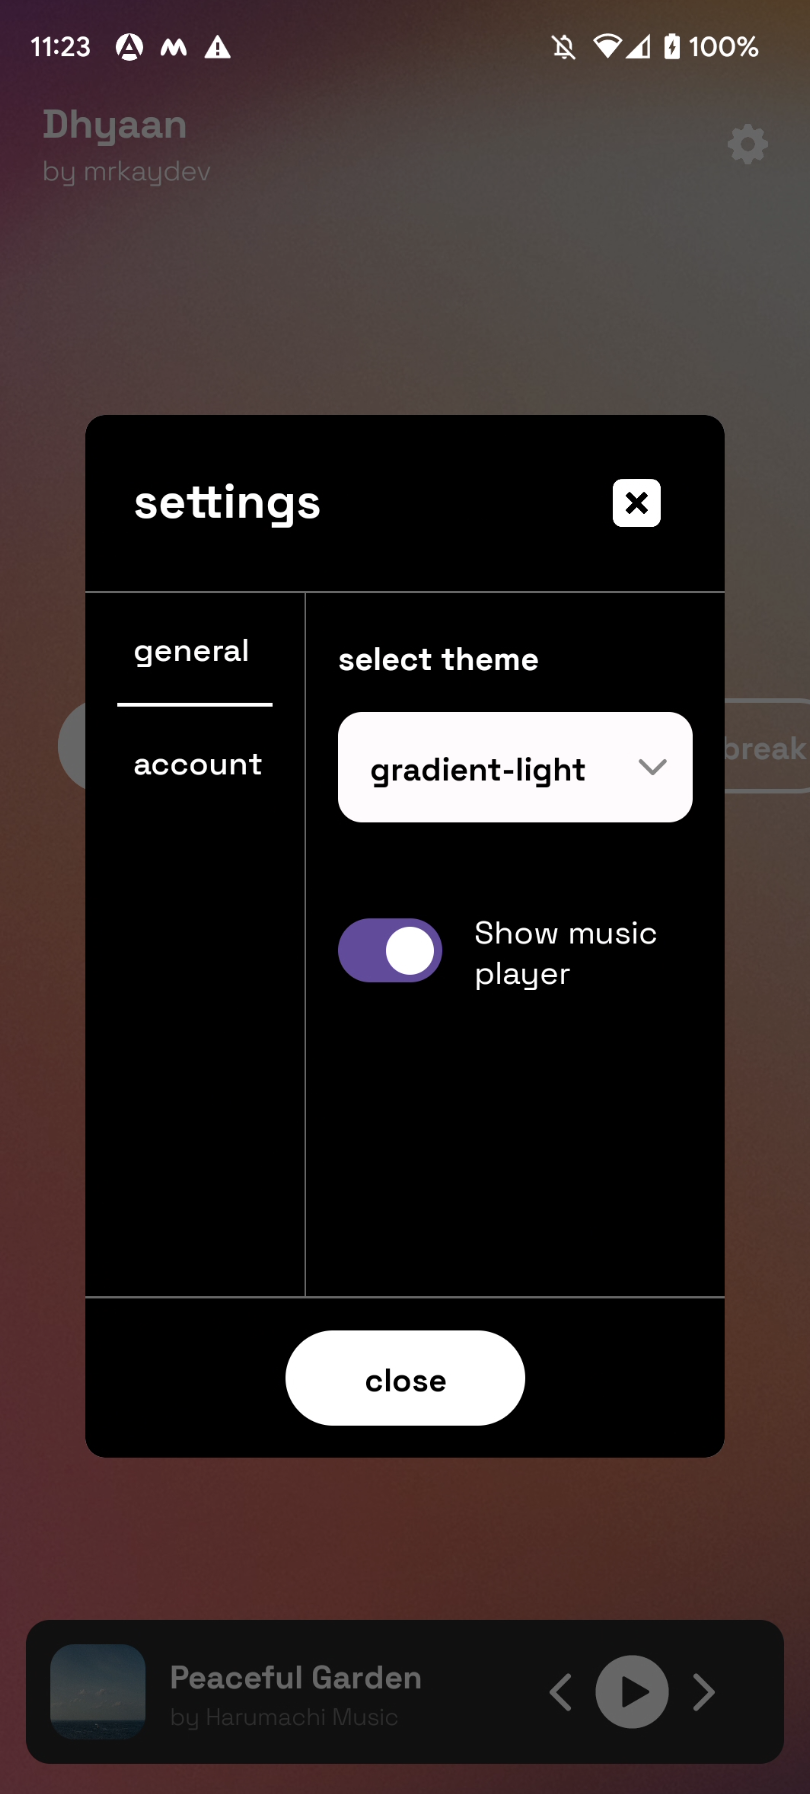 11:23
100%
Dhyaan
by mrkaydev
settings
general
select theme
gradient-light
account
break
Show music
player
close
Peaceful Garden
by Harumachi Music